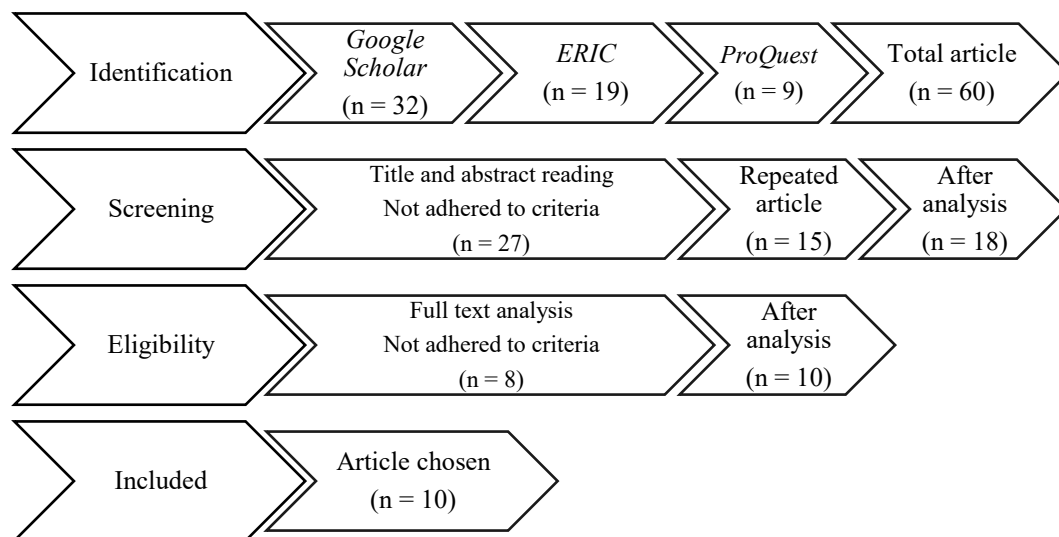 Identification
Google
Scholar
(n = 32)
ERIC
(n = 19)
ProQuest
(n = 9)
Total article
(n = 60)
Screening
Title and abstract reading
Not adhered to criteria
(n = 27)
Repeated
article
(n = 15)
After
analysis
(n = 18)
Eligibility
Full text analysis
Not adhered to criteria
(n = 8)
After
analysis
(n = 10)
Included
Article chosen
(n = 10)